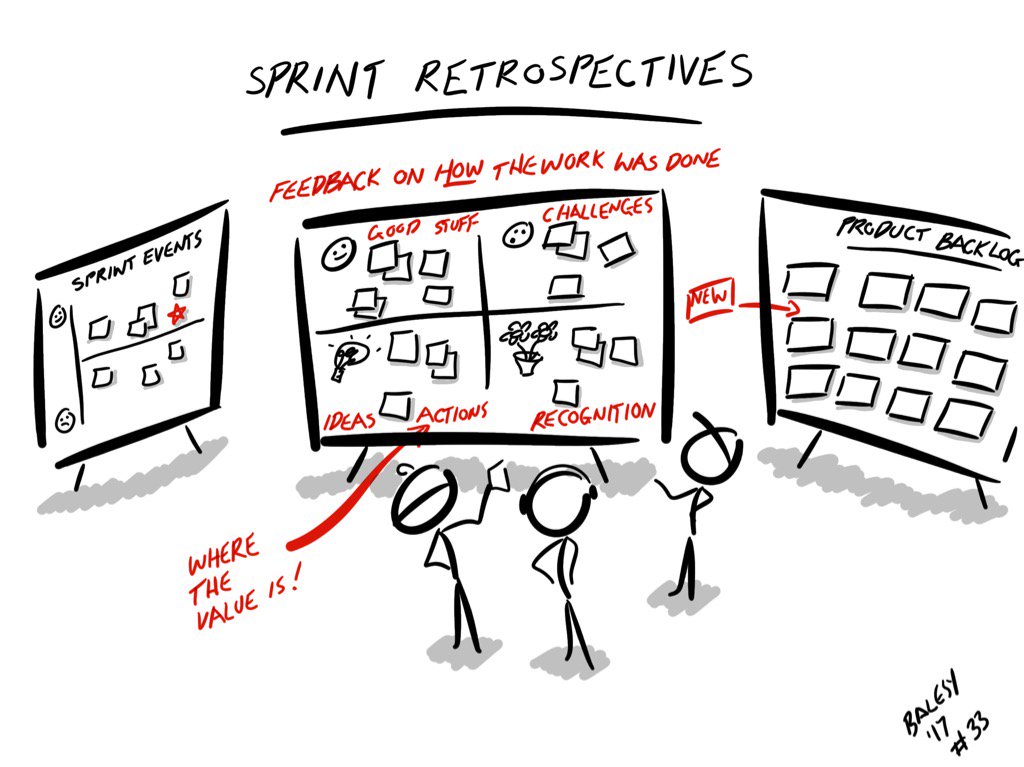 SPRINT RETROSPECTIVES
FEEDBACK ON HOW THE WORK WAS DONE
SPRINT EVENTS
GOOD STUFF
CHALLENGES
IDEAS
ACTIONS
RECOGNITION
NEW
PRODUCT BACKLOG
WHERE
THE
VALUE IS!
BALESY
'17
#33